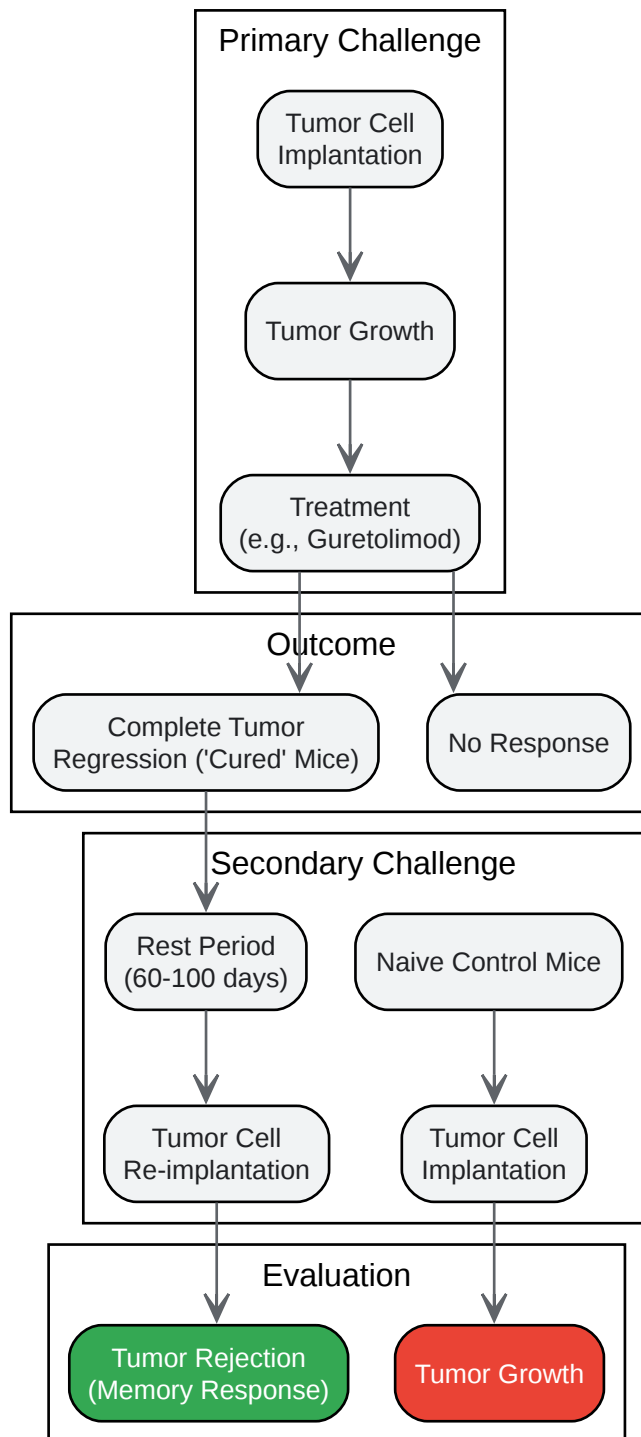 Primary Challenge
Tumor Cell
Implantation
Tumor Growth
Treatment
(e.g., Guretolimod)
Outcome
Complete Tumor
Regression ('Cured' Mice)
No Response
Secondary Challenge
Rest Period
(60-100 days)
Naive Control Mice
Tumor Cell
Re-implantation
Tumor Cell
Implantation
Evaluation
Tumor Rejection
(Memory Response)
Tumor Growth